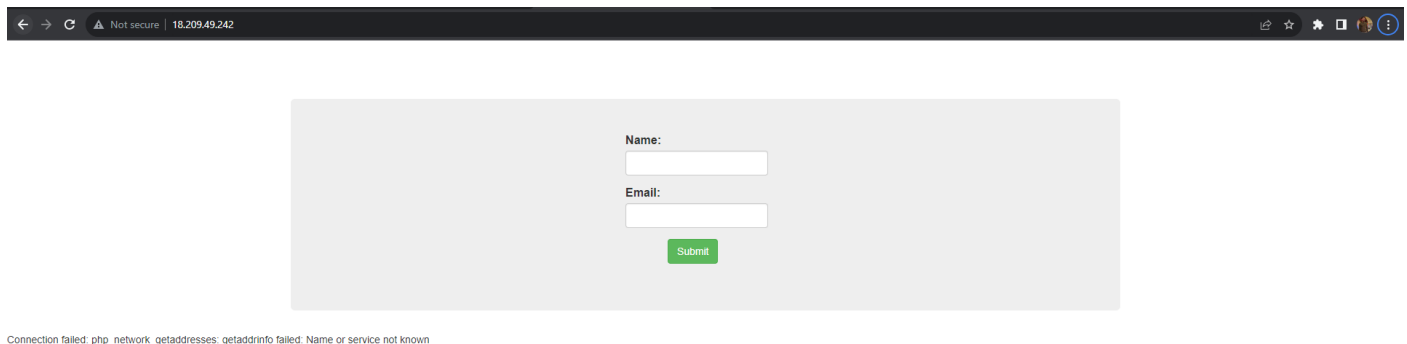 Not secure | 18.209.49.242
Name:
Email:
Submit
Connection failed: php_network_getaddresses: getaddrinfo failed: Name or service not known